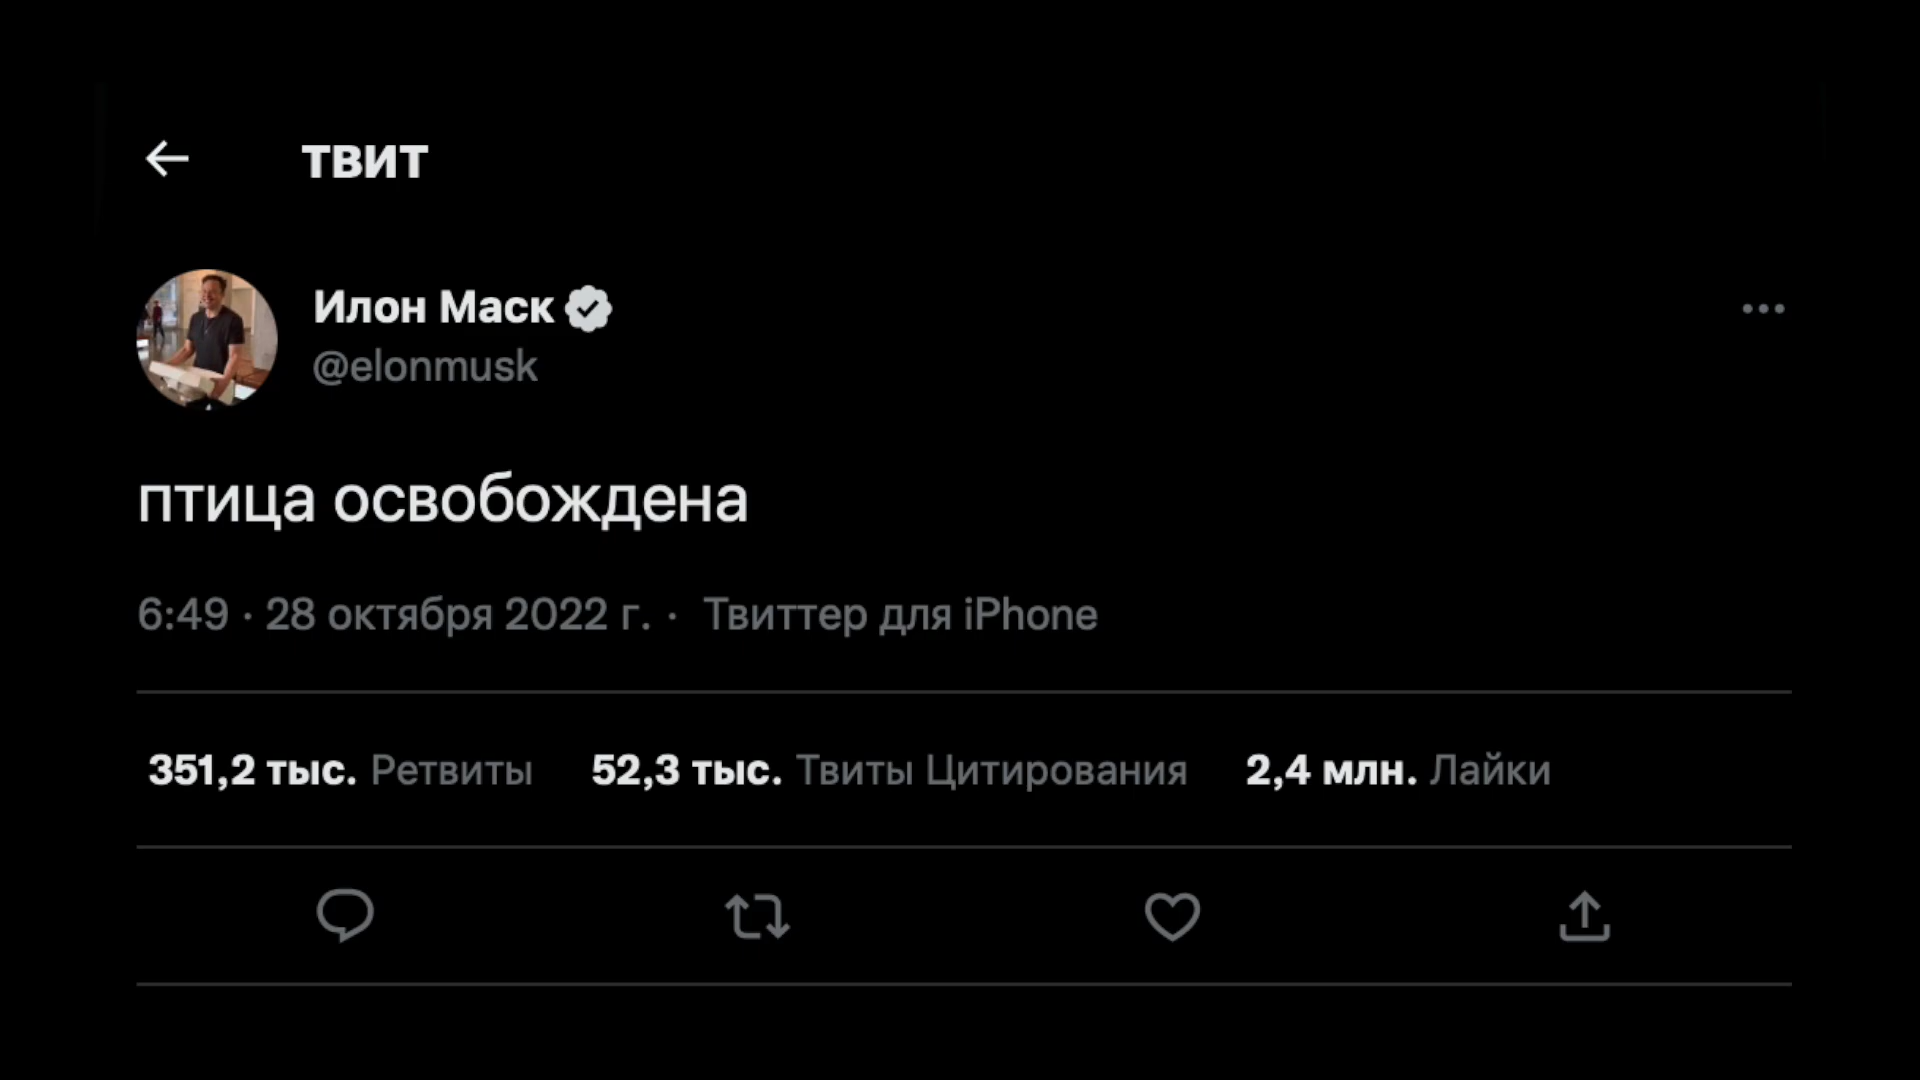 ТВИТ
Илон Маск
@elonmusk
птица освобождена
6:49 · 28 октября 2022 г. · Твиттер для iPhone
351,2 тыс. Ретвиты 52,3 тыс. Твиты Цитирования 2,4 млн. Лайки